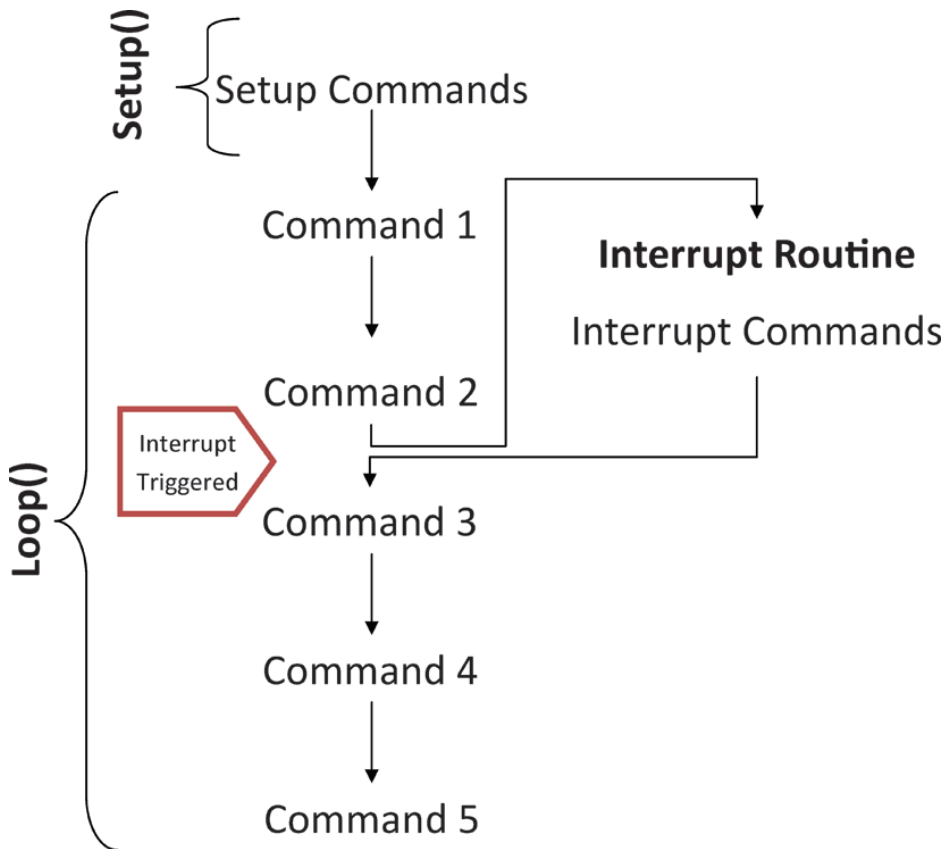 Setup()
Setup Commands
Command 1
Interrupt Routine
Interrupt Commands
Command 2
Interrupt
Triggered
Loop()
Command 3
Command 4
Command 5